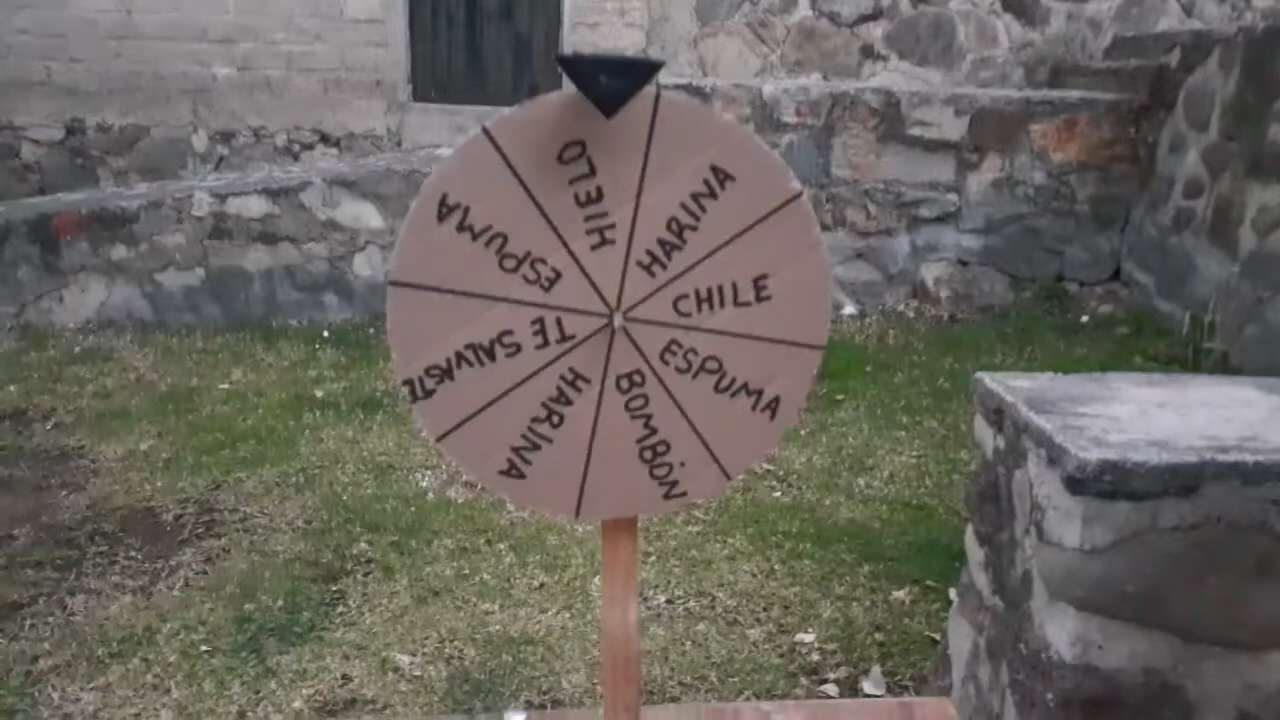 HIELO
HARINA
CHILE
ESPUMA
BOMBÓN
HARINA
TE SALVASTE
ESPUMA